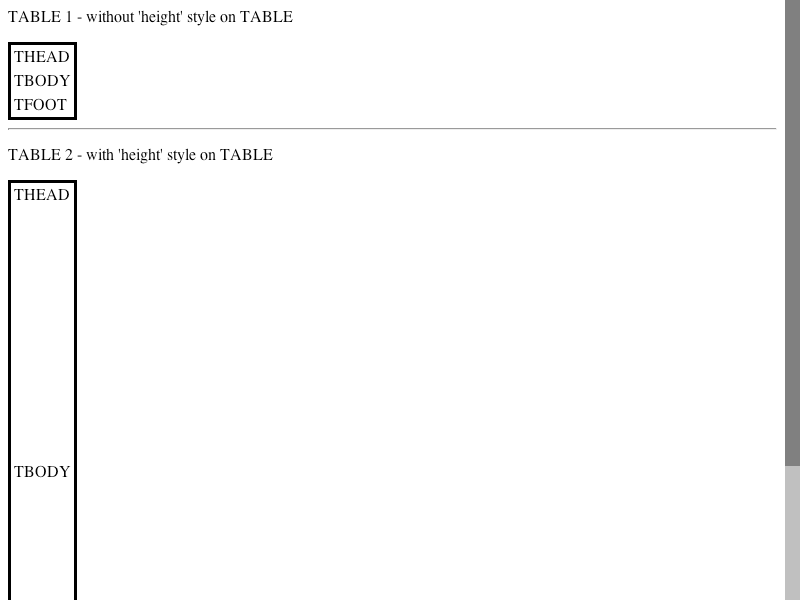 TABLE 1 - without 'height' style on TABLE
THEAD
TBODY
TFOOT
TABLE 2 - with 'height' style on TABLE
THEAD
TBODY